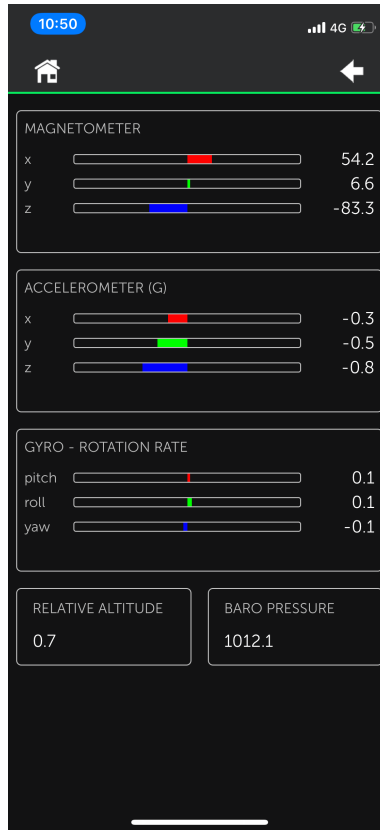 10:50
4G
MAGNETOMETER
x 54.2
y 6.6
z -83.3
ACCELEROMETER (G)
x -0.3
y -0.5
z -0.8
GYRO - ROTATION RATE
pitch 0.1
roll 0.1
yaw -0.1
RELATIVE ALTITUDE
0.7
BARO PRESSURE
1012.1